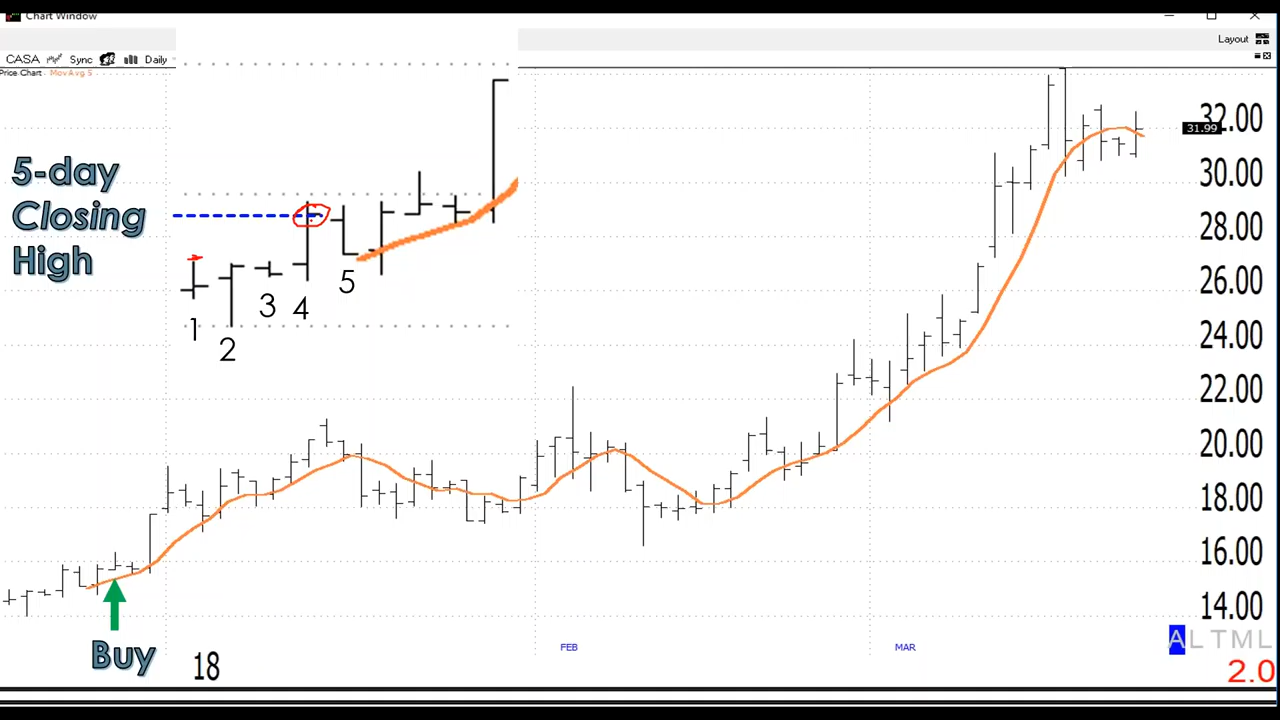 Chart Window
Layout
CASA Sync Daily
Price Chart Mov Avg 5
5-day
Closing
High
1
2
3
4
5
32.00
31.99
30.00
28.00
26.00
24.00
22.00
20.00
18.00
16.00
14.00
Buy
18
FEB
MAR
A L T M L
2.0